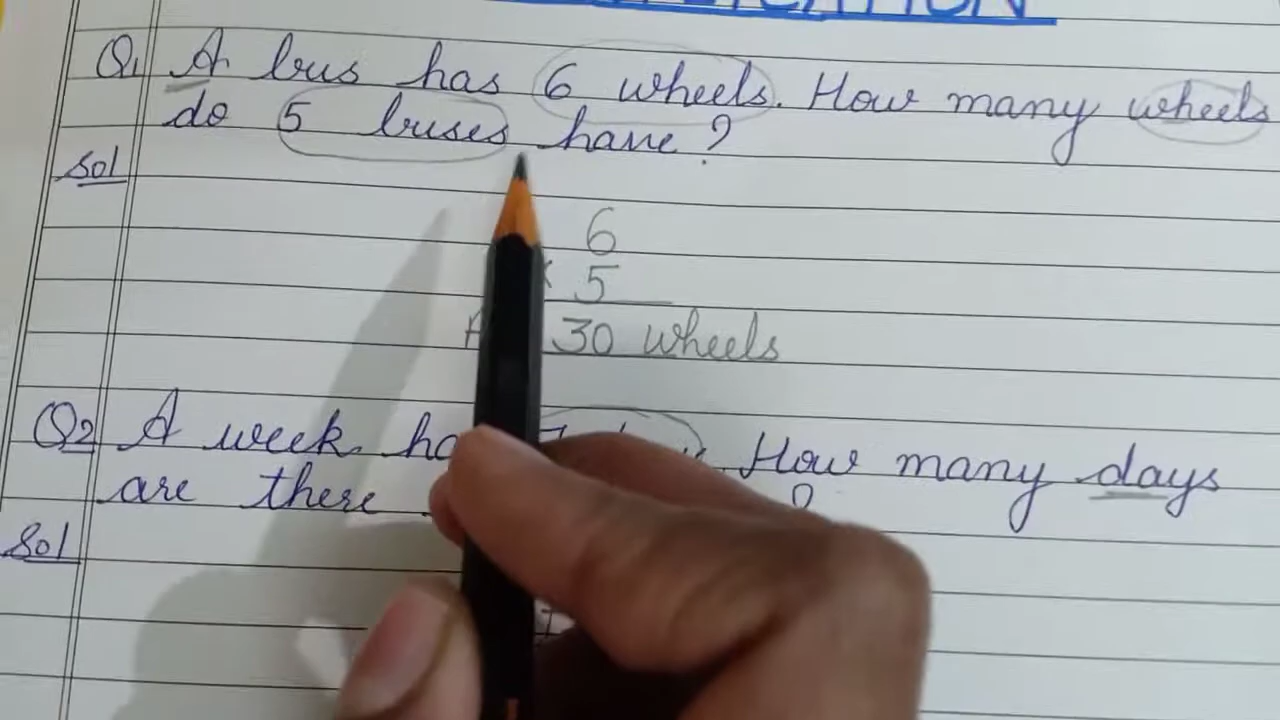 Q1 A bus has 6 wheels. How many wheels
do 5 buses have?
Sol
6
5
30 wheels
Q2 A week How many days
are there ?
Sol